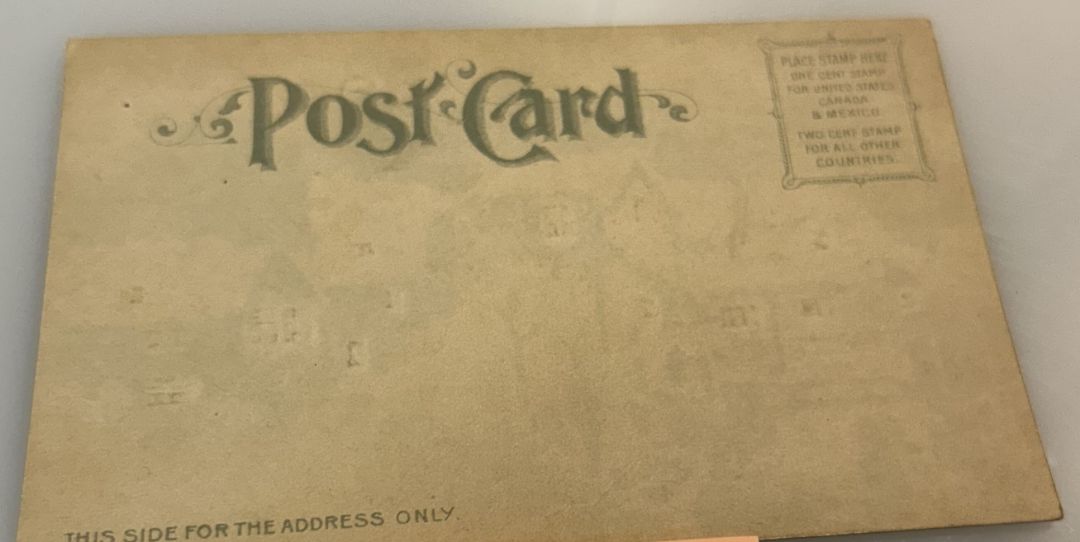 Post Card
PLACE STAMP HERE
ONE CENT STAMP
FOR UNITED STATES
CANADA
& MEXICO.
TWO CENT STAMP
FOR ALL OTHER
COUNTRIES.
THIS SIDE FOR THE ADDRESS ONLY.